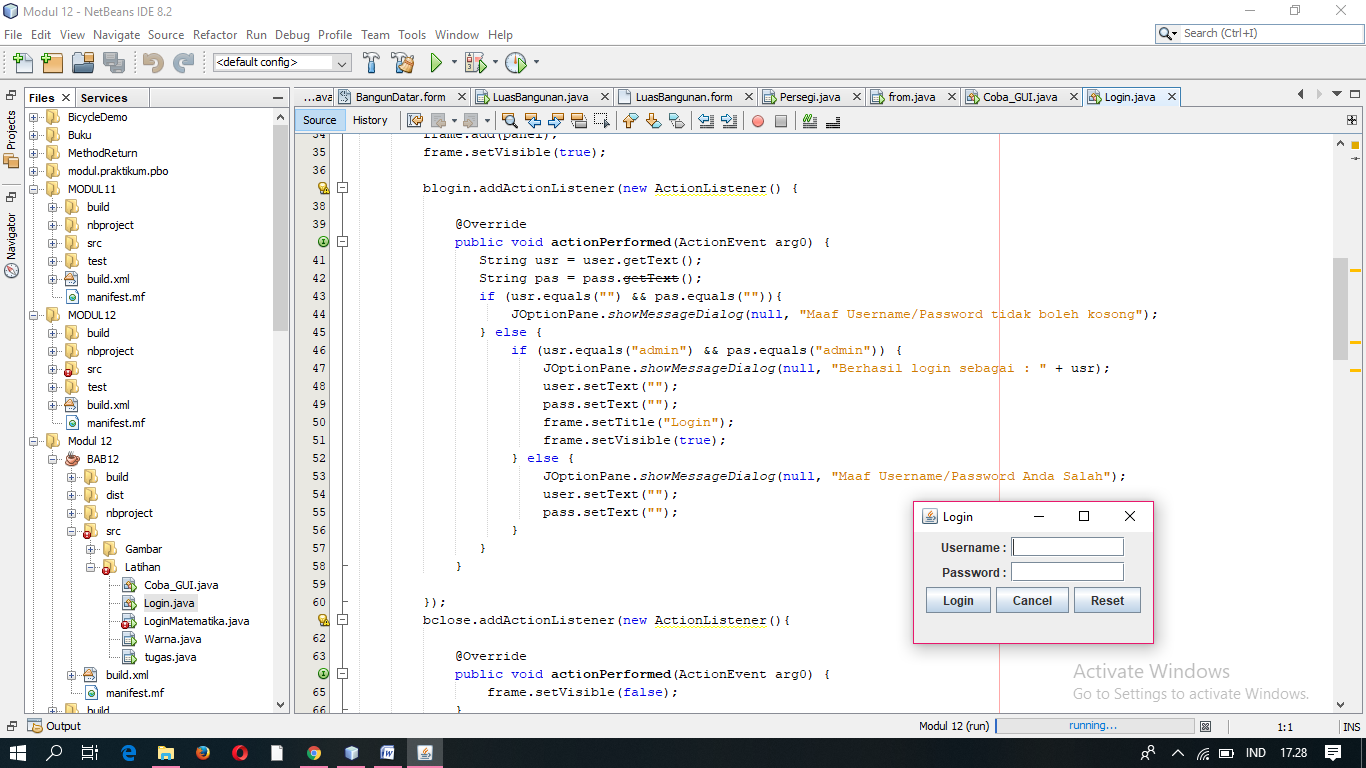 Modul 12 - NetBeans IDE 8.2
File Edit View Navigate Source Refactor Run Debug Profile Team Tools Window Help
Search (Ctrl+I)
<default config>
Projects
Navigator
Files Services
BicycleDemo
Buku
MethodReturn
modul.praktikum.pbo
MODUL11
build
nbproject
src
test
build.xml
manifest.mf
MODUL12
build
nbproject
src
test
build.xml
manifest.mf
Modul 12
BAB12
build
dist
nbproject
src
Gambar
Latihan
Coba_GUI.java
Login.java
LoginMatematika.java
Warna.java
tugas.java
build.xml
manifest.mf
build
...ava BangunDatar.form LuasBangunan.java LuasBangunan.form Persegi.java from.java Coba_GUI.java Login.java
Source History
34 frame.add(panel);
35 frame.setVisible(true);
36
blogin.addActionListener(new ActionListener() {
38
39 @Override
public void actionPerformed(ActionEvent arg0) {
41 String usr = user.getText();
42 String pas = pass.getText();
43 if (usr.equals("") && pas.equals("")){
44 JOptionPane.showMessageDialog(null, "Maaf Username/Password tidak boleh kosong");
45 } else {
46 if (usr.equals("admin") && pas.equals("admin")) {
47 JOptionPane.showMessageDialog(null, "Berhasil login sebagai : " + usr);
48 user.setText("");
49 pass.setText("");
50 frame.setTitle("Login");
51 frame.setVisible(true);
52 } else {
53 JOptionPane.showMessageDialog(null, "Maaf Username/Password Anda Salah");
54 user.setText("");
55 pass.setText("");
56 }
57 }
58 }
59
60 });
bclose.addActionListener(new ActionListener(){
62
63 @Override
public void actionPerformed(ActionEvent arg0) {
65 frame.setVisible(false);
66 }
Login
Username :
Password :
Login Cancel Reset
Activate Windows
Go to Settings to activate Windows.
Output
Modul 12 (run) running... 1:1 INS
IND 17.28